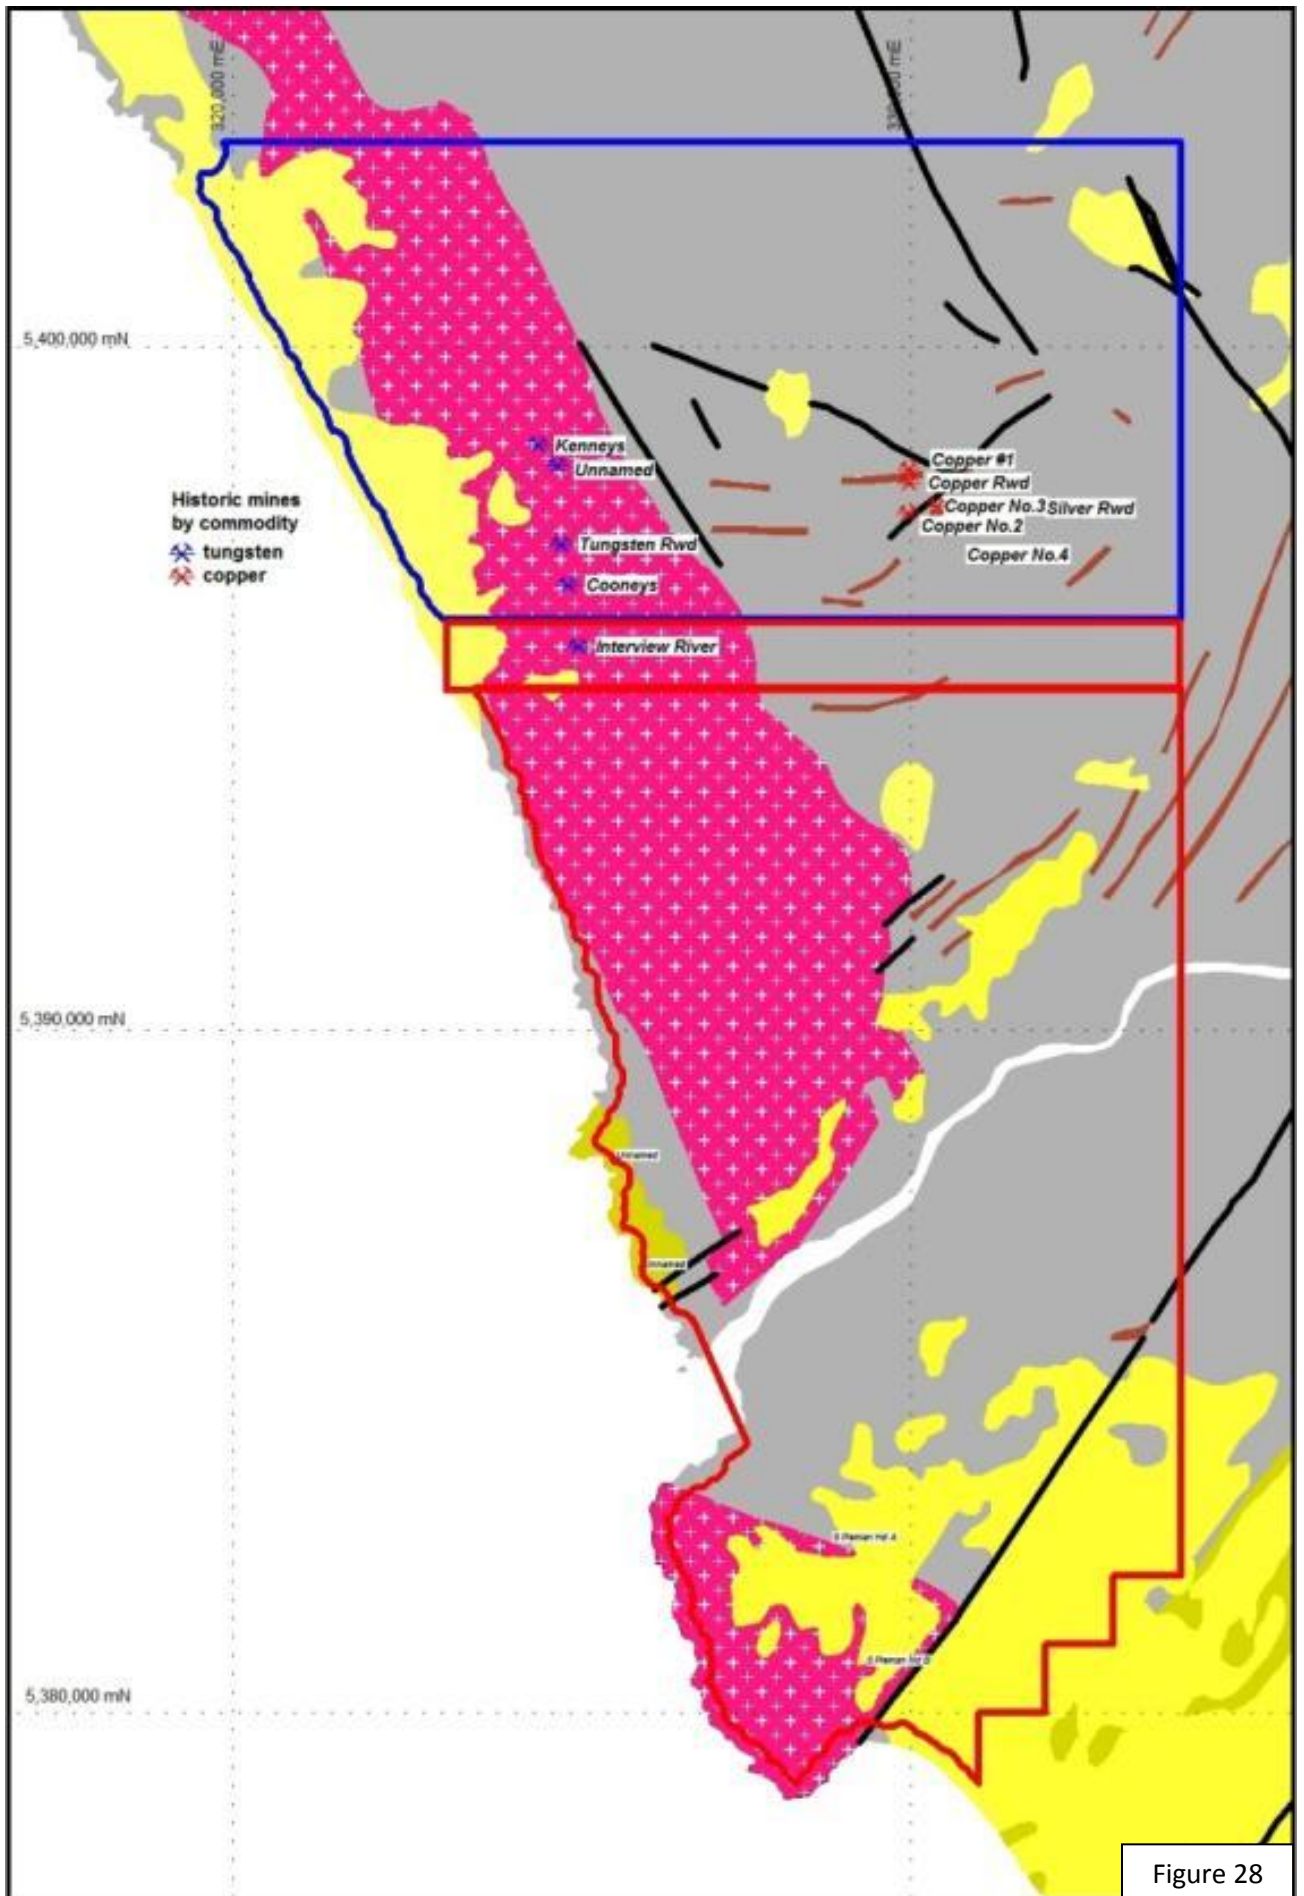 320,000 mE
330,000 mE
5,400,000 mN
Kenneys
Unnamed
Copper #1
Copper Rwd
Copper No.3 Silver Rwd
Copper No.2
Copper No.4
Historic mines
by commodity
tungsten
copper
Tungsten Rwd
Cooneys
Interview River
5,390,000 mN
Unnamed
Unnamed
5,380,000 mN
Figure 28